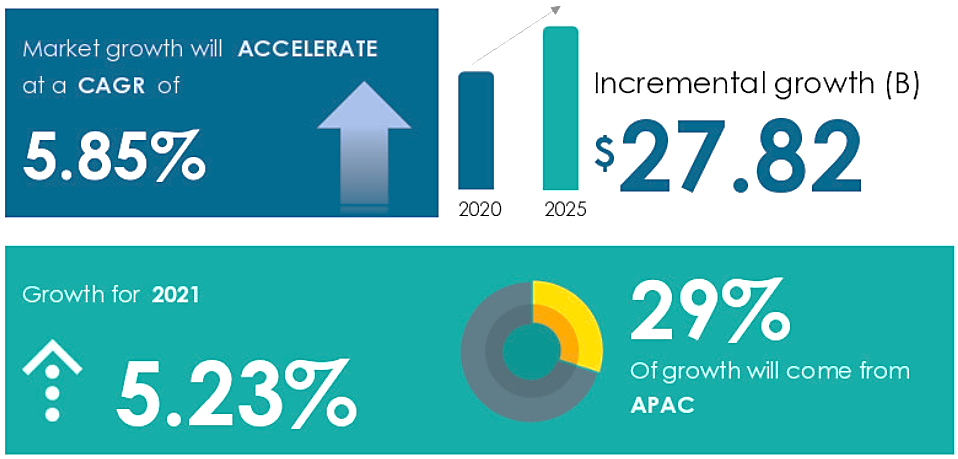 Market growth will ACCELERATE
at a CAGR of
5.85%
2020
2025
Incremental growth (B)
$27.82
Growth for 2021
5.23%
29%
Of growth will come from
APAC